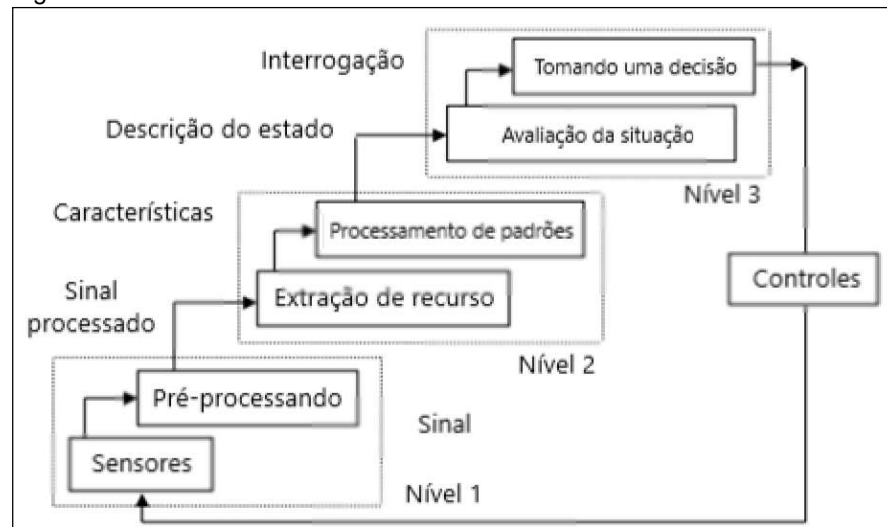 Interrogação
Tomando uma decisão
Descrição do estado
Avaliação da situação
Nível 3
Características
Processamento de padrões
Controles
Sinal
processado
Extração de recurso
Nível 2
Pré-processando
Sinal
Sensores
Nível 1